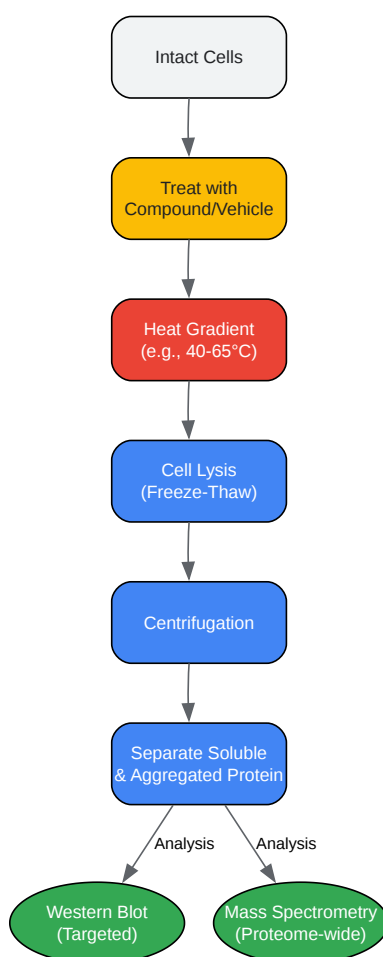 Intact Cells
Treat with
Compound/Vehicle
Heat Gradient
(e.g., 40-65°C)
Cell Lysis
(Freeze-Thaw)
Centrifugation
Separate Soluble
& Aggregated Protein
Analysis
Analysis
Western Blot
(Targeted)
Mass Spectrometry
(Proteome-wide)